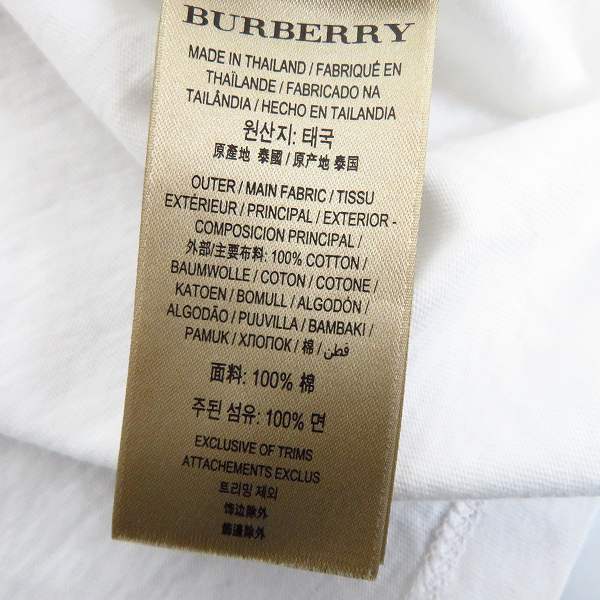 BURBERRY
MADE IN THAILAND / FABRIQUÉ EN
THAÏLANDE / FABRICADO NA
TAILÂNDIA / HECHO EN TAILANDIA
원산지: 태국
原產地 泰國 / 原产地 泰国
OUTER / MAIN FABRIC / TISSU
EXTÉRIEUR / PRINCIPAL / EXTERIOR -
COMPOSICION PRINCIPAL /
外部/主要布料: 100% COTTON /
BAUMWOLLE / COTON / COTONE /
KATOEN / BOMULL / ALGODÓN /
ALGODÃO / PUUVILLA / BAMBAKI /
PAMUK / ХЛОПОК / 棉 / قطن /
面料: 100% 棉
주된 섬유: 100% 면
EXCLUSIVE OF TRIMS
ATTACHEMENTS EXCLUS
트리밍 제외
饰边除外
飾邊除外